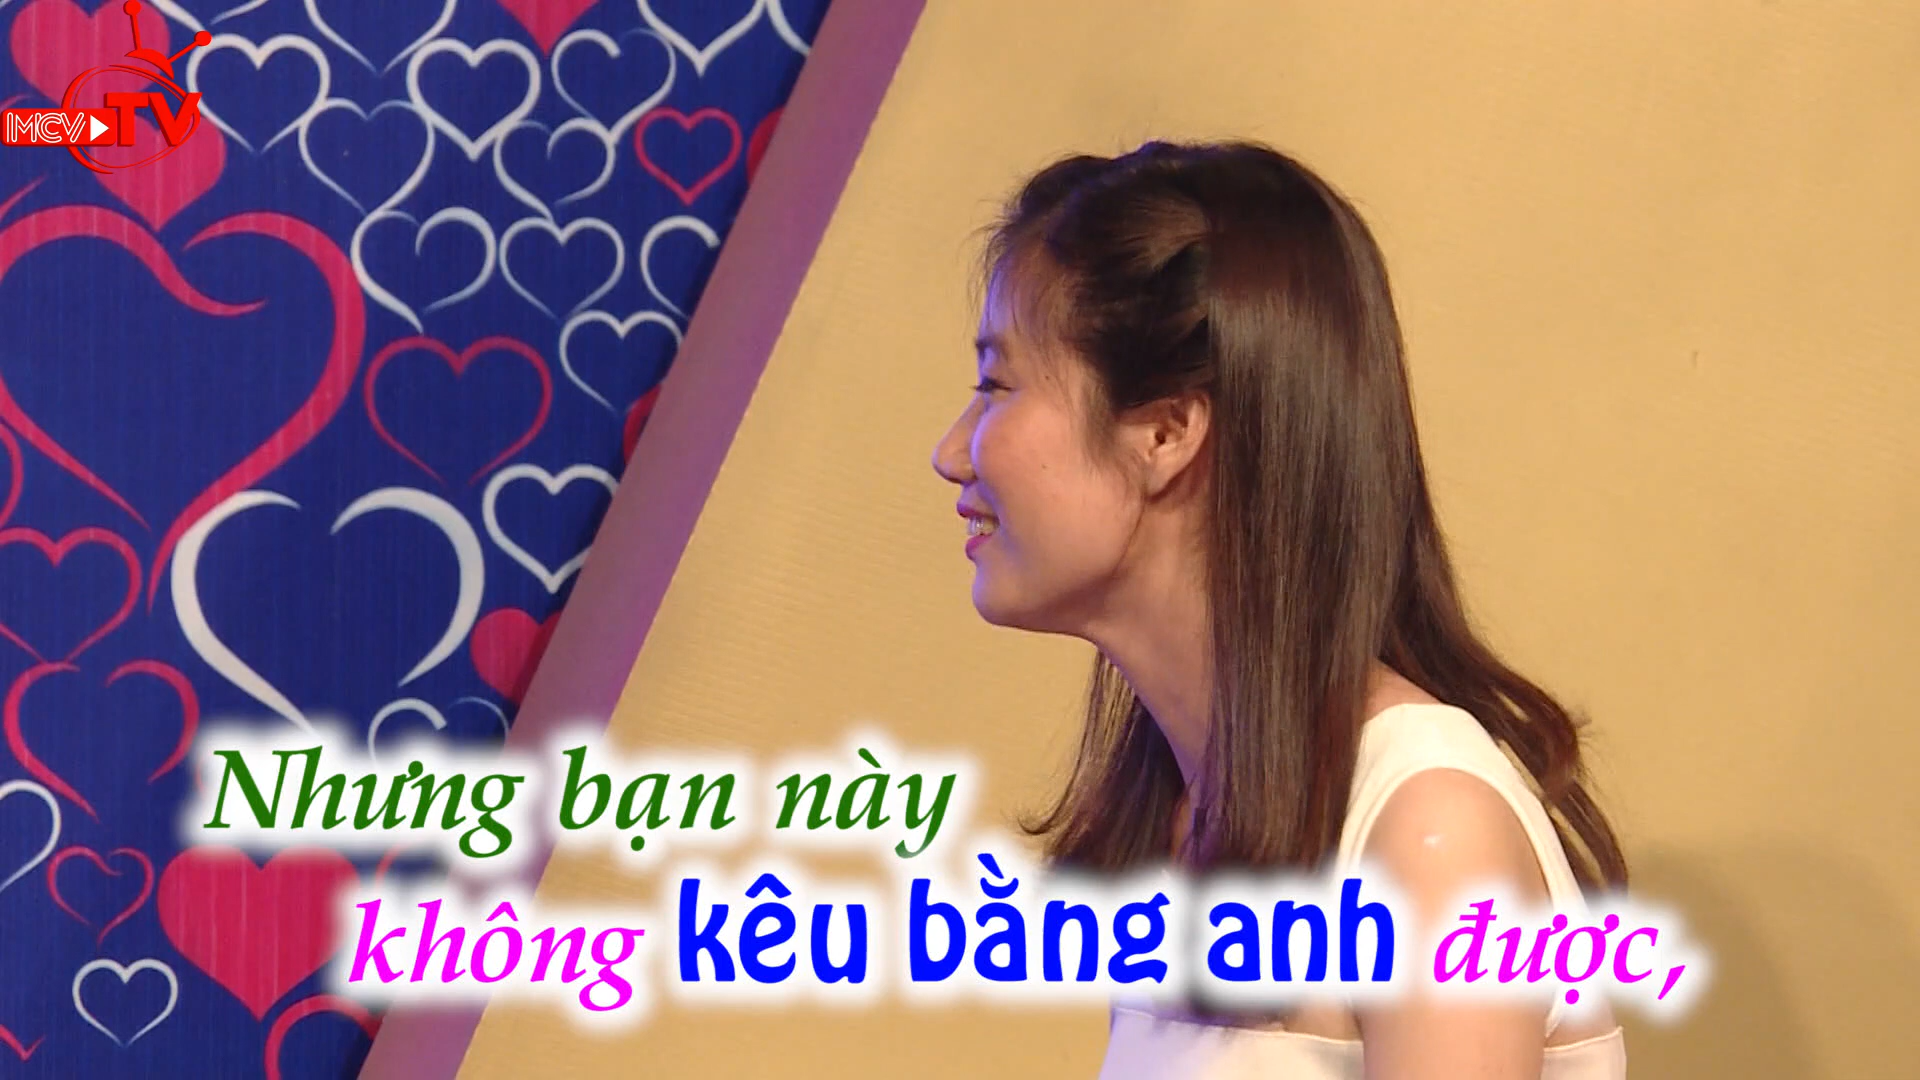 MCV TV
Nhưng bạn này
không kêu bằng anh được,